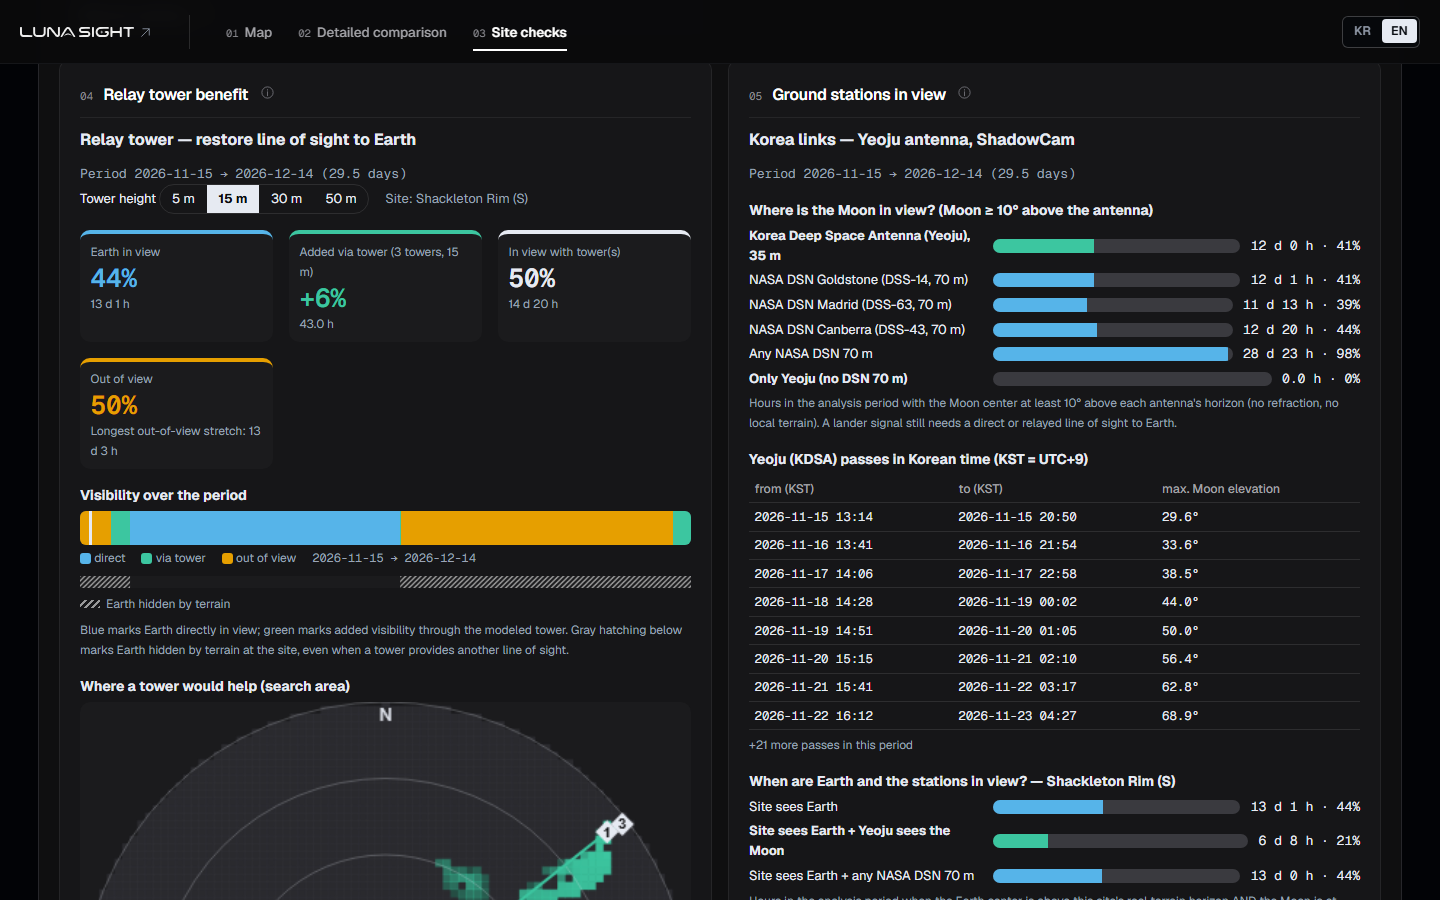 LUNA SIGHT ↗
01 Map
02 Detailed comparison
03 Site checks
KR EN
04 Relay tower benefit ⓘ
Relay tower — restore line of sight to Earth
Period 2026-11-15 → 2026-12-14 (29.5 days)
Tower height 5 m 15 m 30 m 50 m Site: Shackleton Rim (S)
Earth in view
44%
13 d 1 h
Added via tower (3 towers, 15
m)
+6%
43.0 h
In view with tower(s)
50%
14 d 20 h
Out of view
50%
Longest out-of-view stretch: 13
d 3 h
Visibility over the period
direct via tower out of view 2026-11-15 → 2026-12-14
Earth hidden by terrain
Blue marks Earth directly in view; green marks added visibility through the modeled tower. Gray hatching below
marks Earth hidden by terrain at the site, even when a tower provides another line of sight.
Where a tower would help (search area)
N
1 3
05 Ground stations in view ⓘ
Korea links — Yeoju antenna, ShadowCam
Period 2026-11-15 → 2026-12-14 (29.5 days)
Where is the Moon in view? (Moon ≥ 10° above the antenna)
Korea Deep Space Antenna (Yeoju),
35 m 12 d 0 h · 41%
NASA DSN Goldstone (DSS-14, 70 m) 12 d 1 h · 41%
NASA DSN Madrid (DSS-63, 70 m) 11 d 13 h · 39%
NASA DSN Canberra (DSS-43, 70 m) 12 d 20 h · 44%
Any NASA DSN 70 m 28 d 23 h · 98%
Only Yeoju (no DSN 70 m) 0.0 h · 0%
Hours in the analysis period with the Moon center at least 10° above each antenna's horizon (no refraction, no
local terrain). A lander signal still needs a direct or relayed line of sight to Earth.
Yeoju (KDSA) passes in Korean time (KST = UTC+9)
from (KST) to (KST) max. Moon elevation
2026-11-15 13:14 2026-11-15 20:50 29.6°
2026-11-16 13:41 2026-11-16 21:54 33.6°
2026-11-17 14:06 2026-11-17 22:58 38.5°
2026-11-18 14:28 2026-11-19 00:02 44.0°
2026-11-19 14:51 2026-11-20 01:05 50.0°
2026-11-20 15:15 2026-11-21 02:10 56.4°
2026-11-21 15:41 2026-11-22 03:17 62.8°
2026-11-22 16:12 2026-11-23 04:27 68.9°
+21 more passes in this period
When are Earth and the stations in view? — Shackleton Rim (S)
Site sees Earth 13 d 1 h · 44%
Site sees Earth + Yeoju sees the
Moon 6 d 8 h · 21%
Site sees Earth + any NASA DSN 70 m 13 d 0 h · 44%